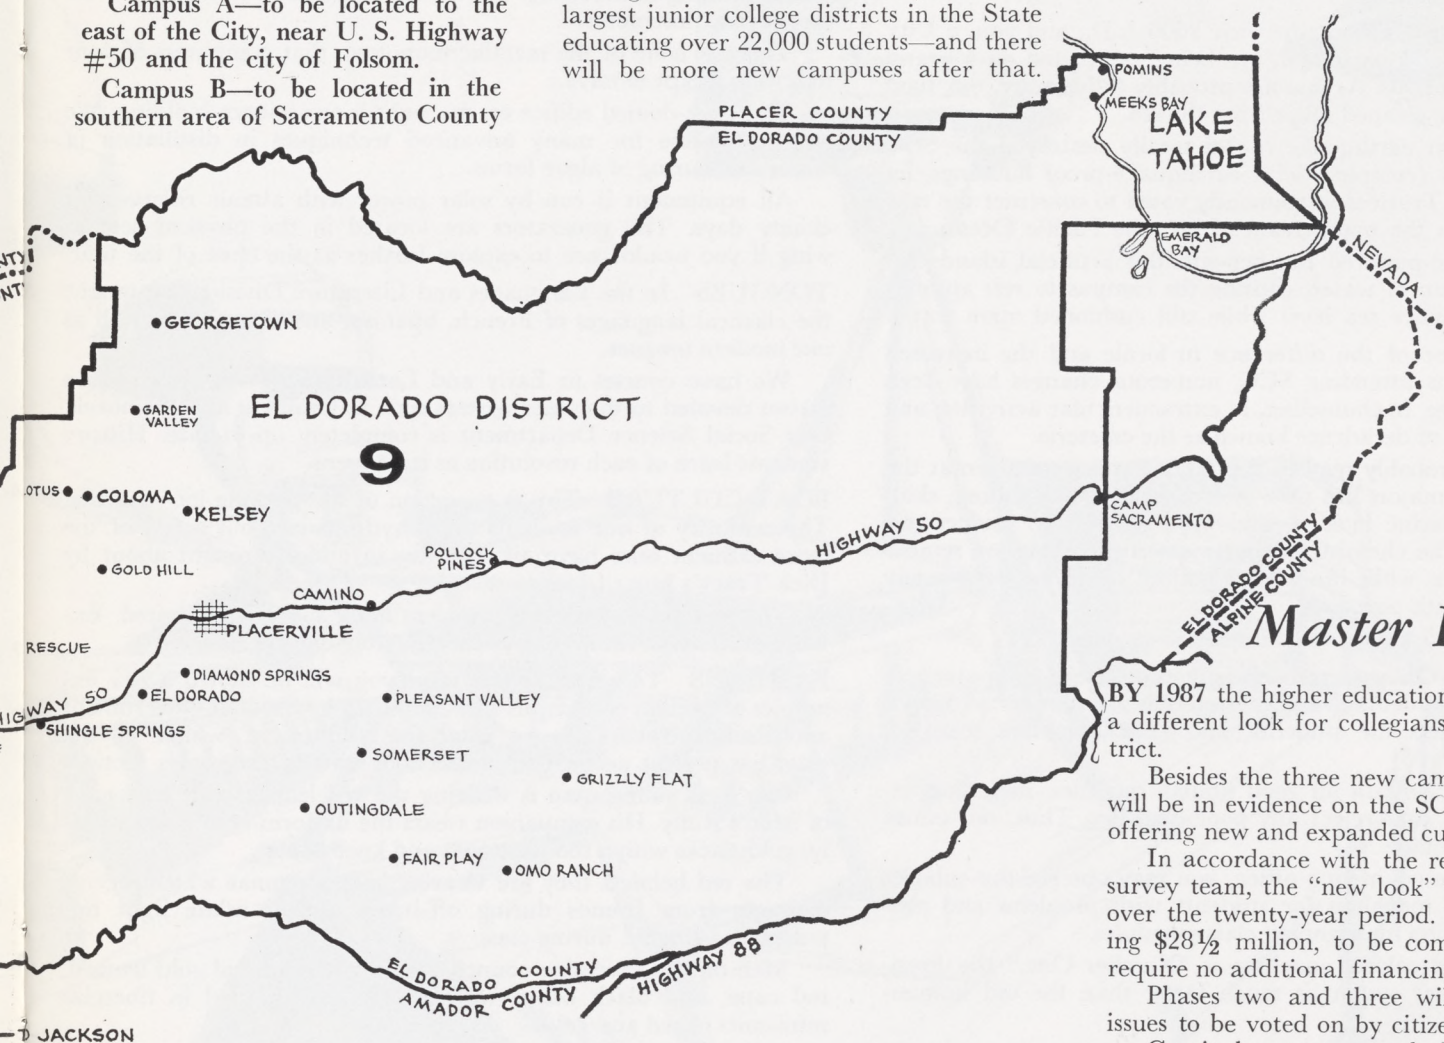 Campus A—to be located to the
east of the City, near U. S. Highway
#50 and the city of Folsom.
Campus B—to be located in the
southern area of Sacramento County
largest junior college districts in the State
educating over 22,000 students—and there
will be more new campuses after that.
PLACER COUNTY
EL DORADO COUNTY
POMINS
MEEKS BAY
LAKE
TAHOE
EMERALD
BAY
NEVADA
GEORGETOWN
GARDEN
VALLEY
EL DORADO DISTRICT
9
OTUS
COLOMA
KELSEY
GOLD HILL
POLLOCK
PINES
HIGHWAY 50
CAMP
SACRAMENTO
CAMINO
PLACERVILLE
RESCUE
DIAMOND SPRINGS
EL DORADO
HIGWAY 50
SHINGLE SPRINGS
PLEASANT VALLEY
SOMERSET
GRIZZLY FLAT
OUTINGDALE
FAIR PLAY
OMO RANCH
EL DORADO COUNTY
AMADOR COUNTY
HIGHWAY 88
JACKSON
ELDORADO COUNTY
ALPINE COUNTY
Master
BY 1987 the higher education
a different look for collegians
trict.
Besides the three new cam
will be in evidence on the SC
offering new and expanded cu
In accordance with the re
survey team, the “new look”
over the twenty-year period.
ing $28½ million, to be com
require no additional financin
Phases two and three wi
issues to be voted on by citize